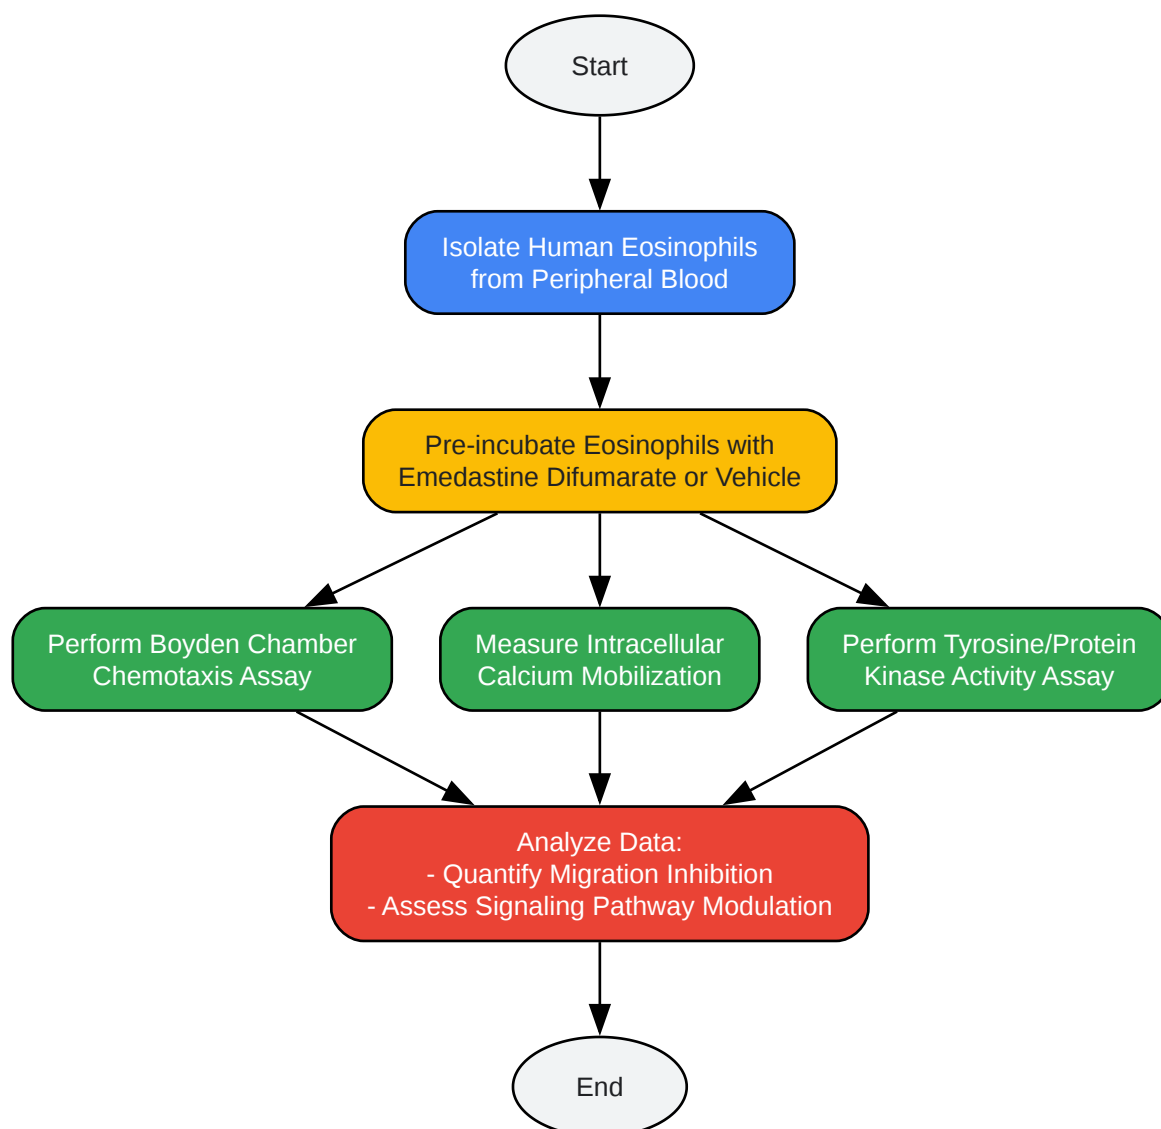 Start
Isolate Human Eosinophils
from Peripheral Blood
Pre-incubate Eosinophils with
Emedastine Difumarate or Vehicle
Perform Boyden Chamber
Chemotaxis Assay
Measure Intracellular
Calcium Mobilization
Perform Tyrosine/Protein
Kinase Activity Assay
Analyze Data:
- Quantify Migration Inhibition
- Assess Signaling Pathway Modulation
End